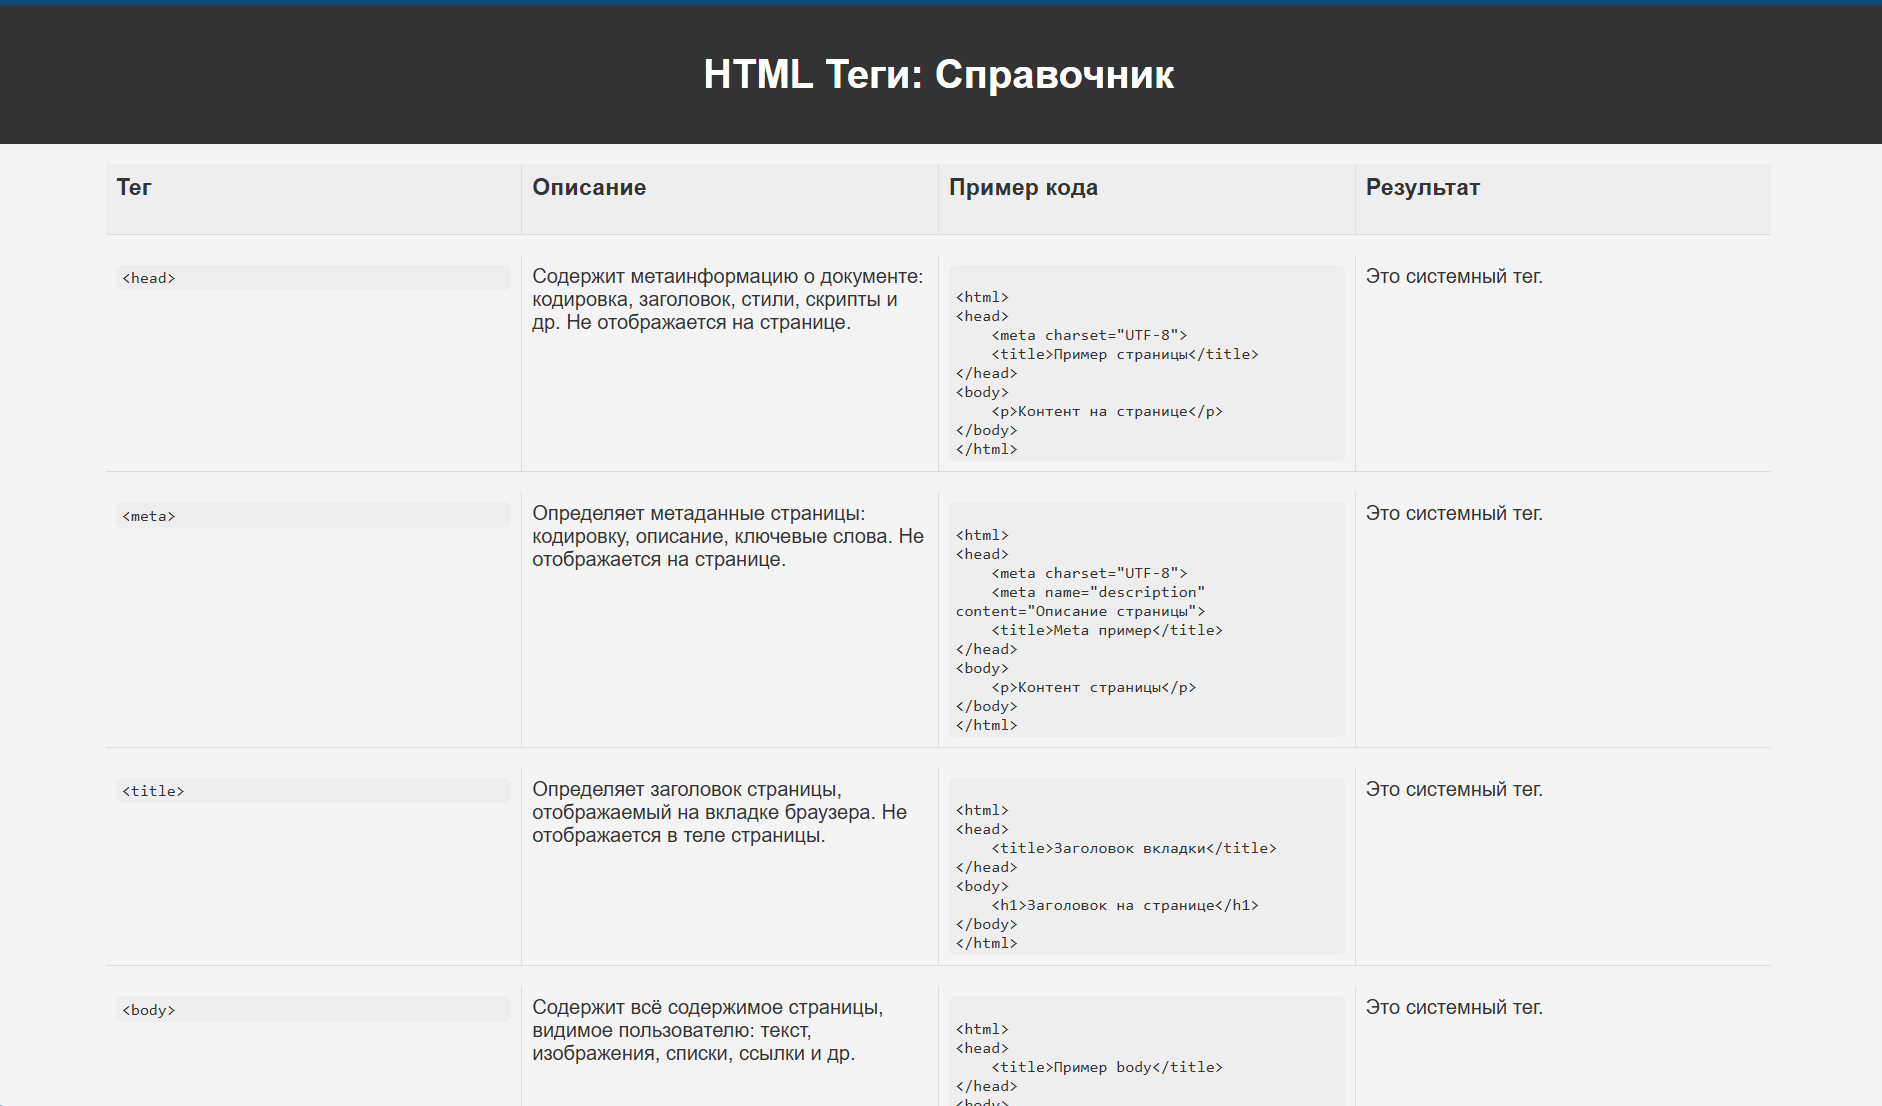 HTML Теги: Справочник
Тег
Описание
Пример кода
Результат
<head>
Содержит метаинформацию о документе:
кодировка, заголовок, стили, скрипты и
др. Не отображается на странице.
<html>
<head>
    <meta charset="UTF-8">
    <title>Пример страницы</title>
</head>
<body>
    <p>Контент на странице</p>
</body>
</html>
Это системный тег.
<meta>
Определяет метаданные страницы:
кодировку, описание, ключевые слова. Не
отображается на странице.
<html>
<head>
    <meta charset="UTF-8">
    <meta name="description"
content="Описание страницы">
    <title>Meta пример</title>
</head>
<body>
    <p>Контент страницы</p>
</body>
</html>
Это системный тег.
<title>
Определяет заголовок страницы,
отображаемый на вкладке браузера. Не
отображается в теле страницы.
<html>
<head>
    <title>Заголовок вкладки</title>
</head>
<body>
    <h1>Заголовок на странице</h1>
</body>
</html>
Это системный тег.
<body>
Содержит всё содержимое страницы,
видимое пользователю: текст,
изображения, списки, ссылки и др.
<html>
<head>
    <title>Пример body</title>
</head>
<body>
Это системный тег.